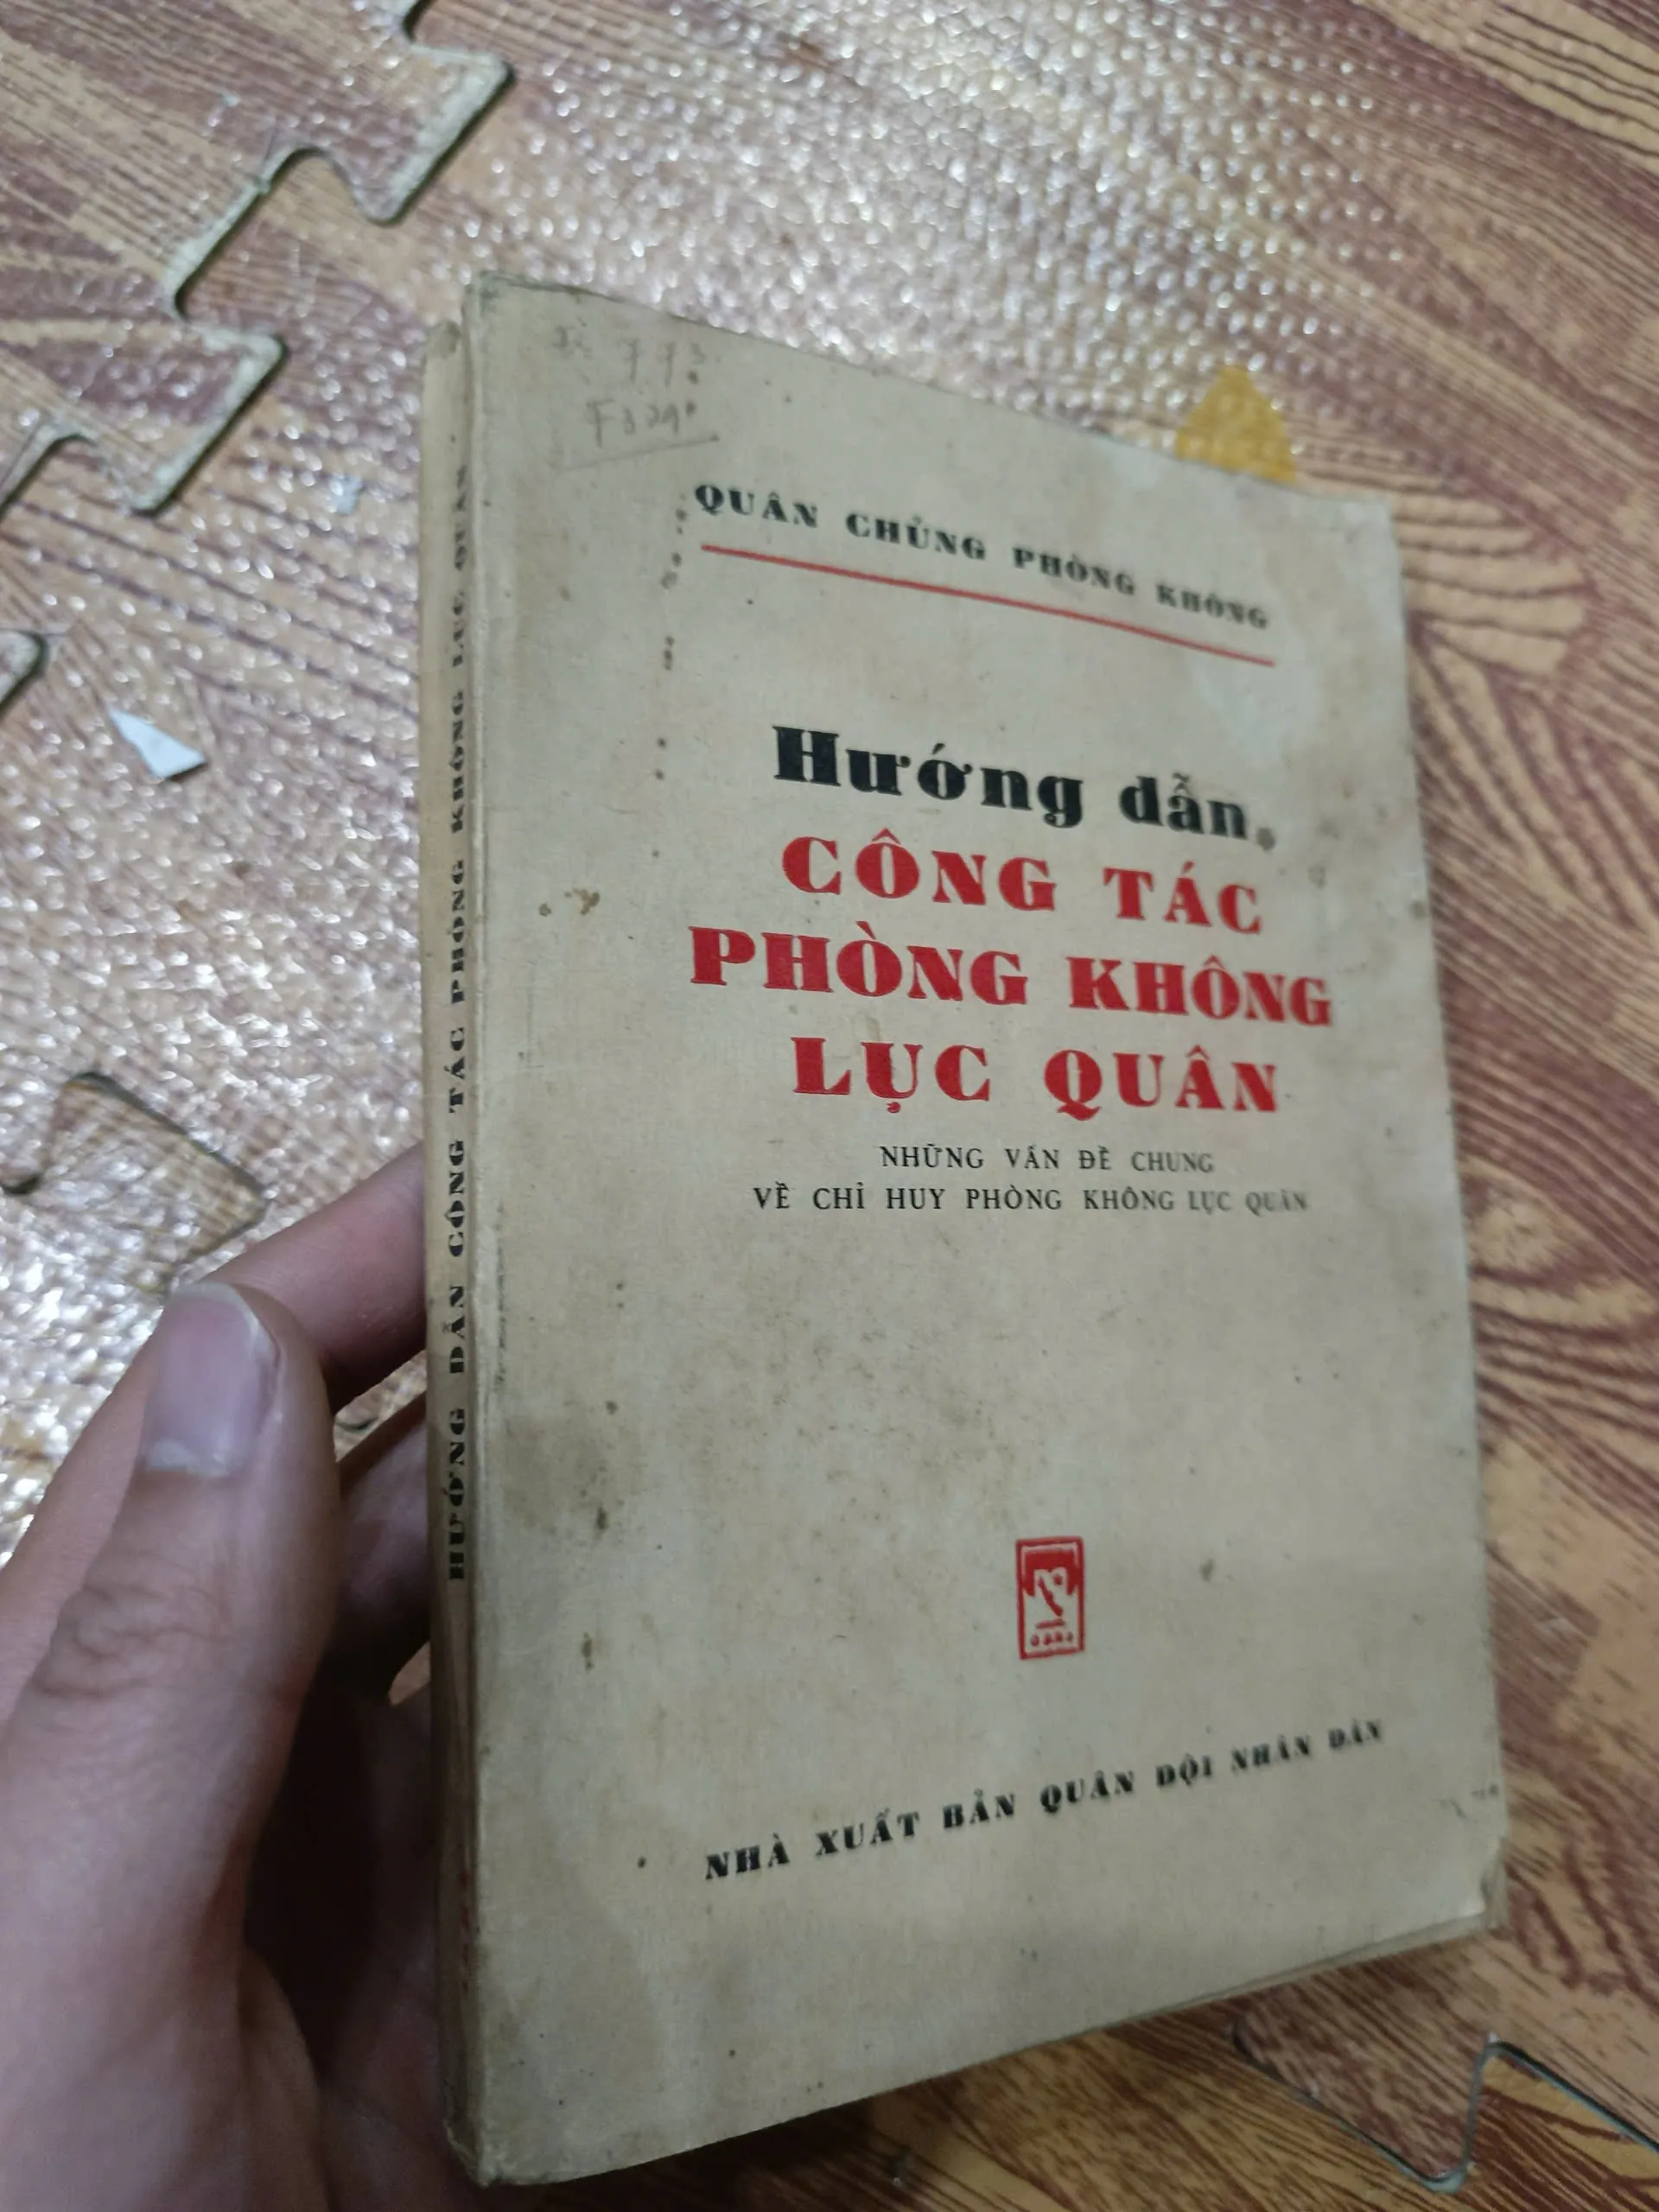 773
QUÂN CHỦNG PHÒNG KHÔNG
Hướng dẫn
CÔNG TÁC
PHÒNG KHÔNG
LỤC QUÂN
NHỮNG VẤN ĐỀ CHUNG
VỀ CHỈ HUY PHÒNG KHÔNG LỤC QUÂN
NHÀ XUẤT BẢN QUÂN ĐỘI NHÂN DÂN
HƯỚNG DẪN CÔNG TÁC PHÒNG KHÔNG LỤC QUÂN